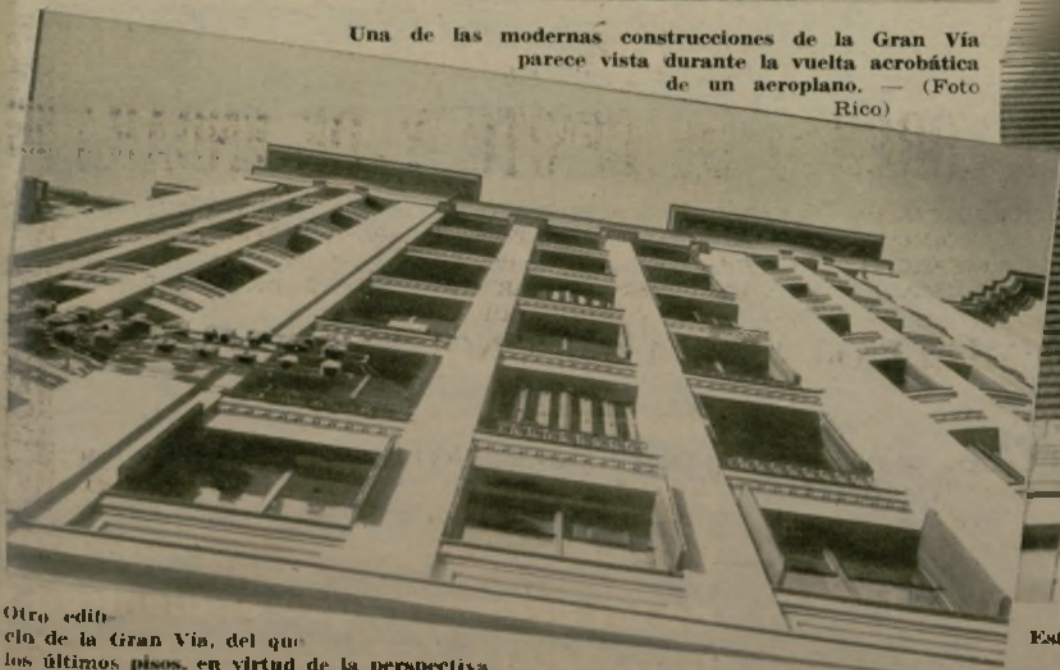 Una de las modernas construcciones de la Gran Vía
parece vista durante la vuelta acrobática
de un aeroplano. — (Foto
Rico)
Otro edifi-
cio de la Gran Vía, del que
los últimos pisos, en virtud de la perspectiva